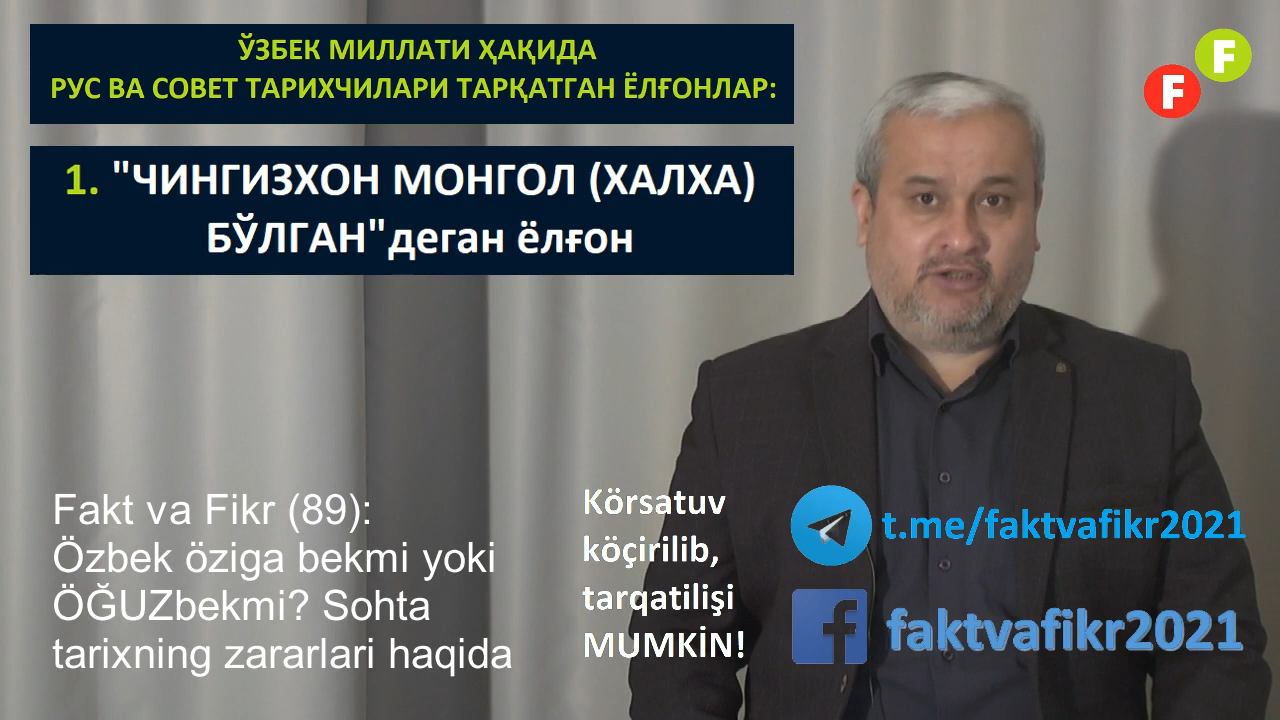 ЎЗБЕК МИЛЛАТИ ҲАҚИДА
РУС ВА СОВЕТ ТАРИХЧИЛАРИ ТАРҚАТГАН ЁЛҒОНЛАР:
1. "ЧИНГИЗХОН МОНГОЛ (ХАЛХА)
БЎЛГАН"деган ёлғон
F
F
Fakt va Fikr (89):
Özbek öziga bekmi yoki
ÖĞUZbekmi? Sohta
tarixning zararlari haqida
Körsatuv
köçirilib,
tarqatilişi
MUMKİN!
t.me/faktvafikr2021
f
faktvafikr2021